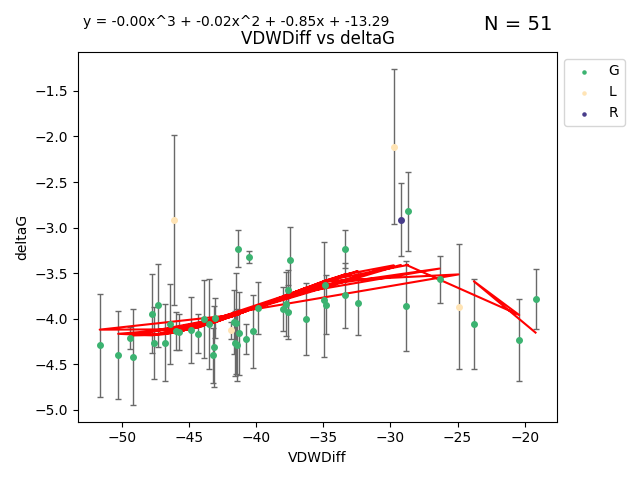 y = -0.00x^3 + -0.02x^2 + -0.85x + -13.29
N = 51
VDWDiff vs deltaG
G
L
R
deltaG
−1.5
−2.0
−2.5
−3.0
−3.5
−4.0
−4.5
−5.0
−50
−45
−40
−35
−30
−25
−20
VDWDiff